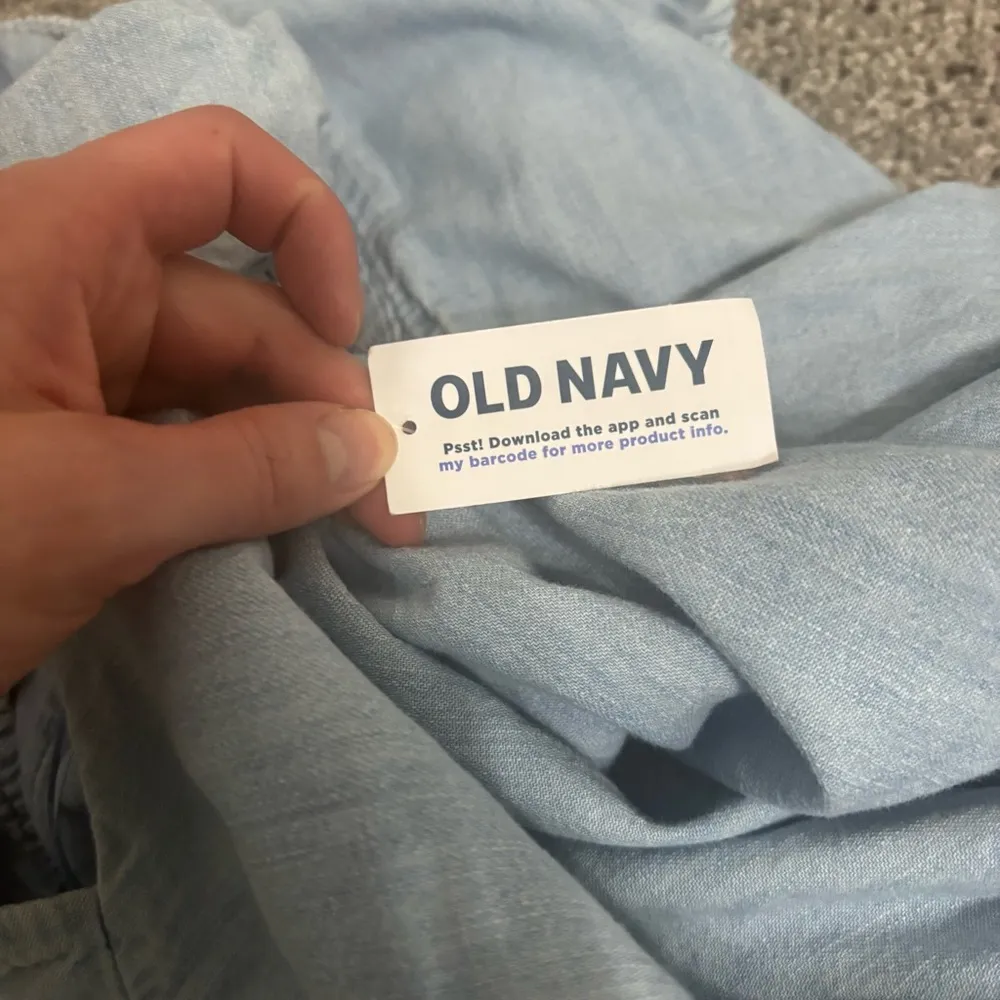 OLD NAVY
Psst! Download the app and scan
my barcode for more product info.